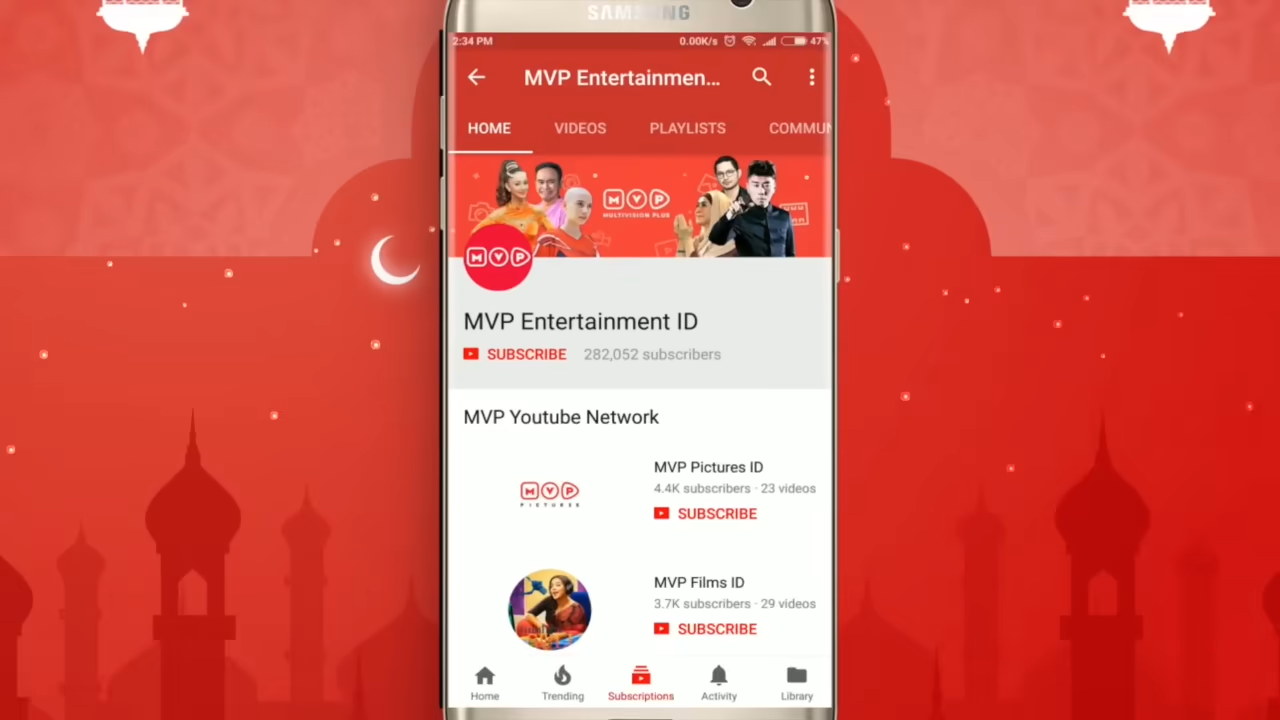 SAMSUNG
2:34 PM
0.00K/s
47%
MVP Entertainmen...
HOME
VIDEOS
PLAYLISTS
COMMUN
MVP
MULTIVISION PLUS
MVP
MVP Entertainment ID
SUBSCRIBE
282,052 subscribers
MVP Youtube Network
MVP Pictures ID
4.4K subscribers · 23 videos
SUBSCRIBE
MVP
PICTURES
MVP Films ID
3.7K subscribers · 29 videos
SUBSCRIBE
Home
Trending
Subscriptions
Activity
Library